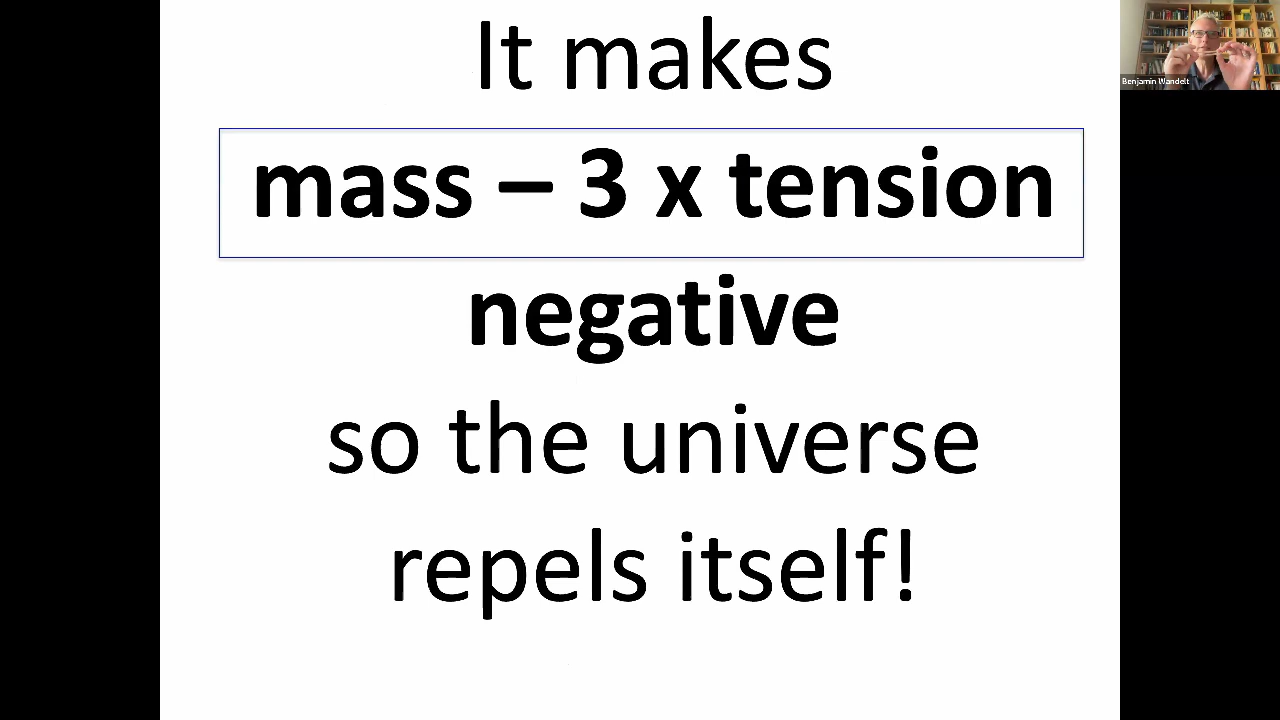 It makes
mass – 3 x tension
negative
so the universe
repels itself!
Benjamin Wandelt